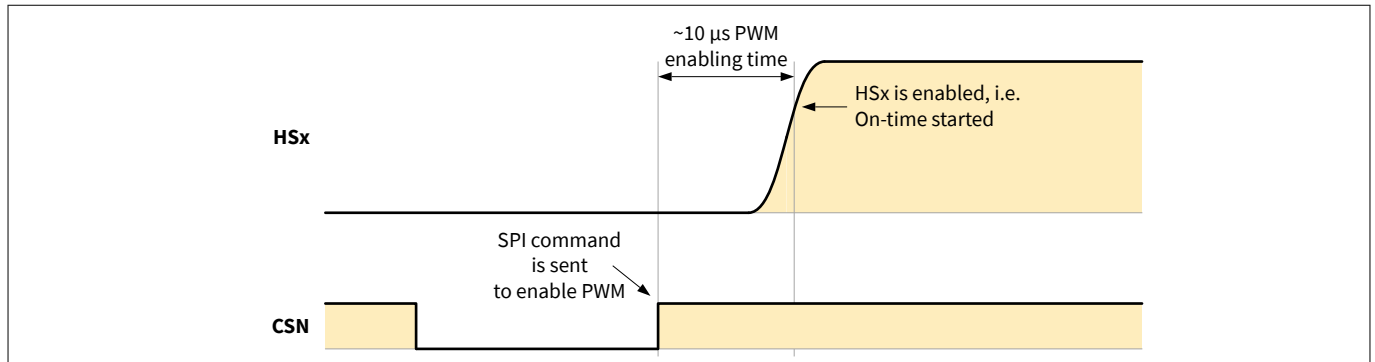 ~10 µs PWM
enabling time
HSx is enabled, i.e.
On-time started
HSx
SPI command
is sent
to enable PWM
CSN